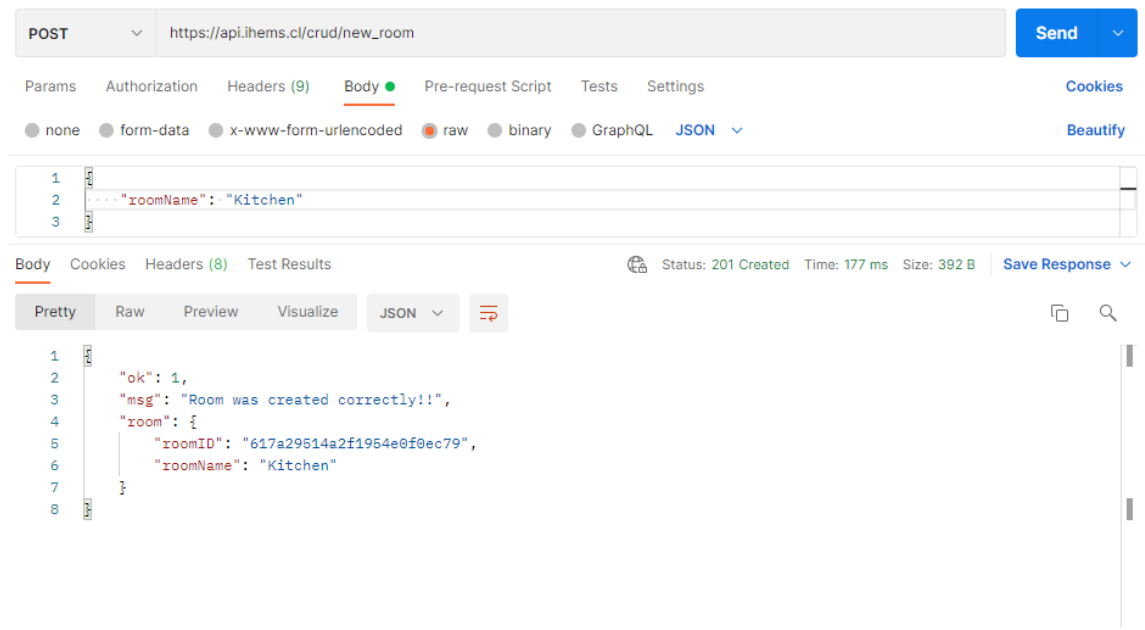 POST https://api.ihems.cl/crud/new_room Send
Params Authorization Headers (9) Body Pre-request Script Tests Settings Cookies
none form-data x-www-form-urlencoded raw binary GraphQL JSON Beautify
1 {
2 ····"roomName":·"Kitchen"
3 }
Body Cookies Headers (8) Test Results Status: 201 Created Time: 177 ms Size: 392 B Save Response
Pretty Raw Preview Visualize JSON
1 {
2 "ok": 1,
3 "msg": "Room was created correctly!!",
4 "room": {
5 "roomID": "617a29514a2f1954e0f0ec79",
6 "roomName": "Kitchen"
7 }
8 }